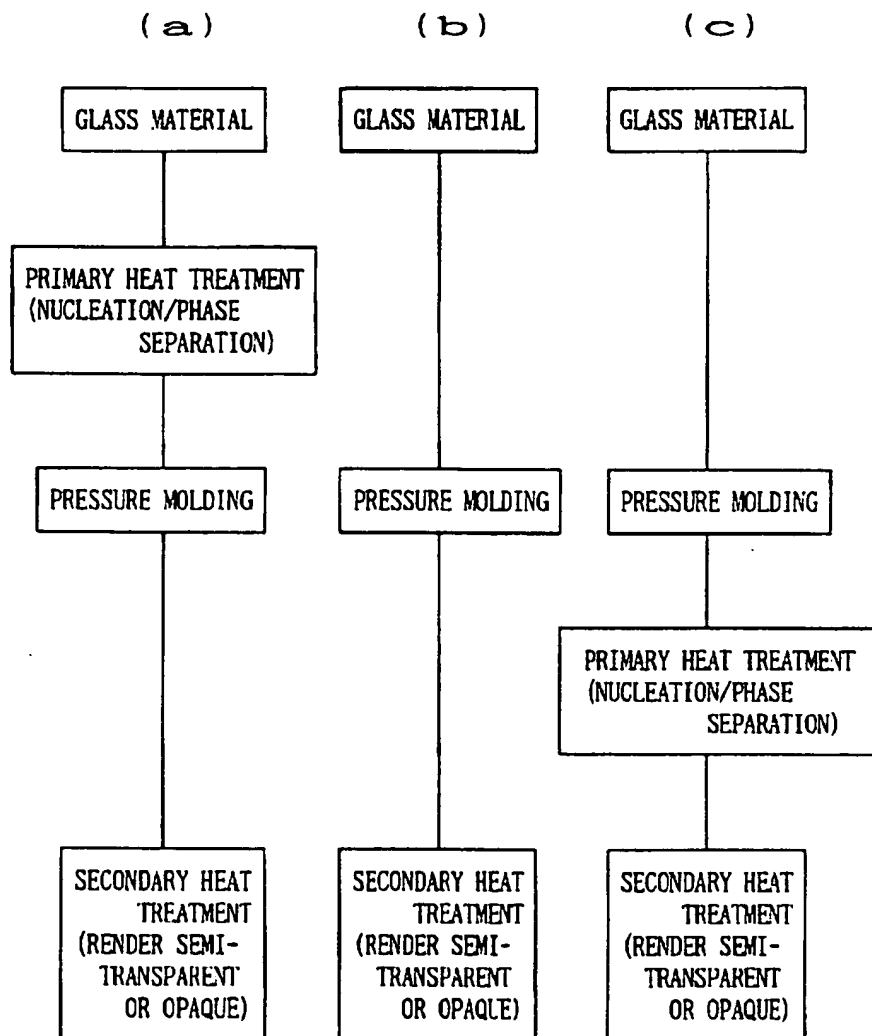 (a)
(b)
(c)
GLASS MATERIAL
GLASS MATERIAL
GLASS MATERIAL
PRIMARY HEAT TREATMENT
(NUCLEATION/PHASE
SEPARATION)
PRESSURE MOLDING
PRESSURE MOLDING
PRESSURE MOLDING
PRIMARY HEAT TREATMENT
(NUCLEATION/PHASE
SEPARATION)
SECONDARY HEAT
TREATMENT
(RENDER SEMI-
TRANSPARENT
OR OPAQUE)
SECONDARY HEAT
TREATMENT
(RENDER SEMI-
TRANSPARENT
OR OPAQUE)
SECONDARY HEAT
TREATMENT
(RENDER SEMI-
TRANSPARENT
OR OPAQUE)